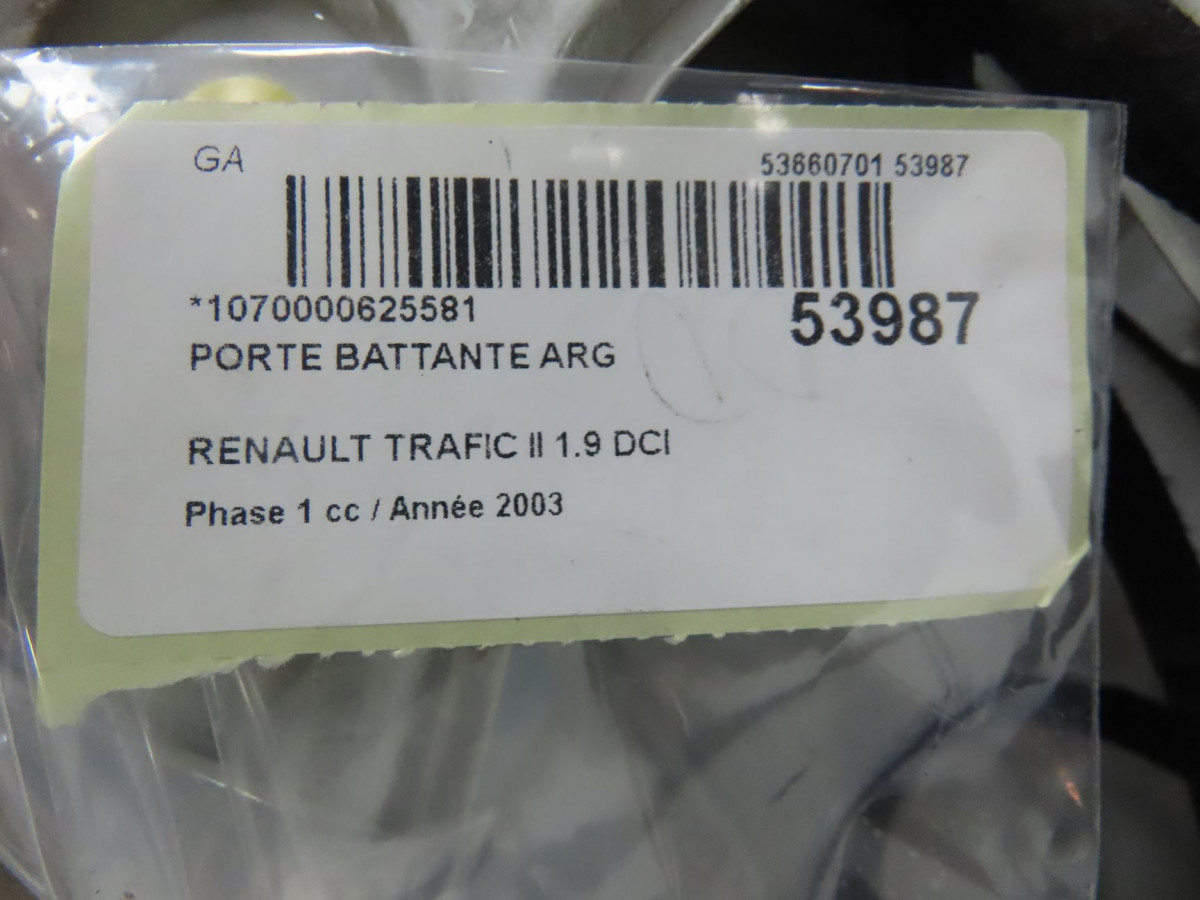 GA
53660701 53987
*1070000625581
53987
PORTE BATTANTE ARG
RENAULT TRAFIC II 1.9 DCI
Phase 1 cc / Année 2003